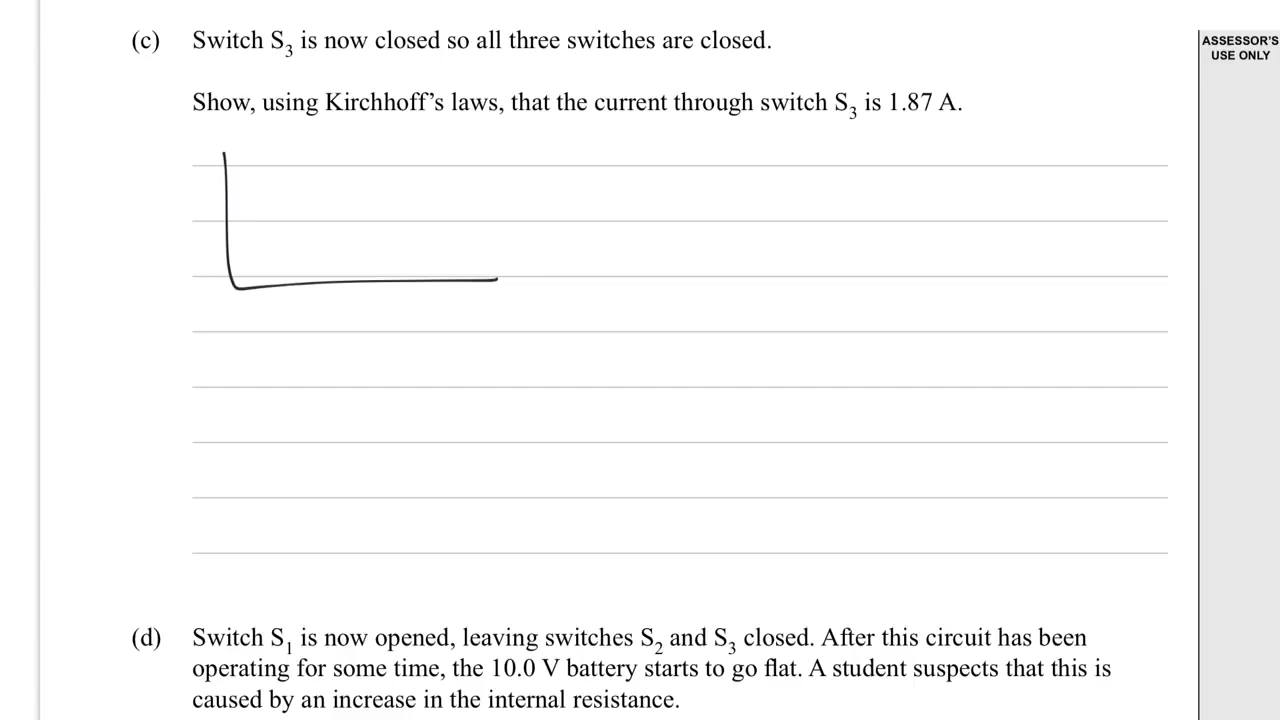 (c) Switch S3 is now closed so all three switches are closed.
ASSESSOR'S
USE ONLY
Show, using Kirchhoff's laws, that the current through switch S3 is 1.87 A.
(d) Switch S1 is now opened, leaving switches S2 and S3 closed. After this circuit has been
operating for some time, the 10.0 V battery starts to go flat. A student suspects that this is
caused by an increase in the internal resistance.